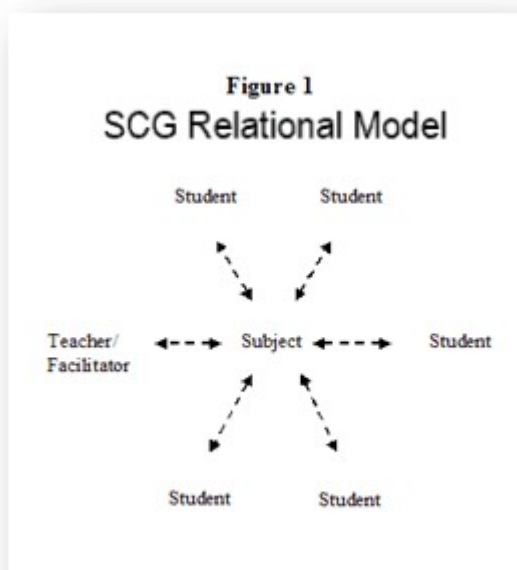 Figure 1
SCG Relational Model
Student Student
Teacher/ Subject Student
Facilitator
Student Student